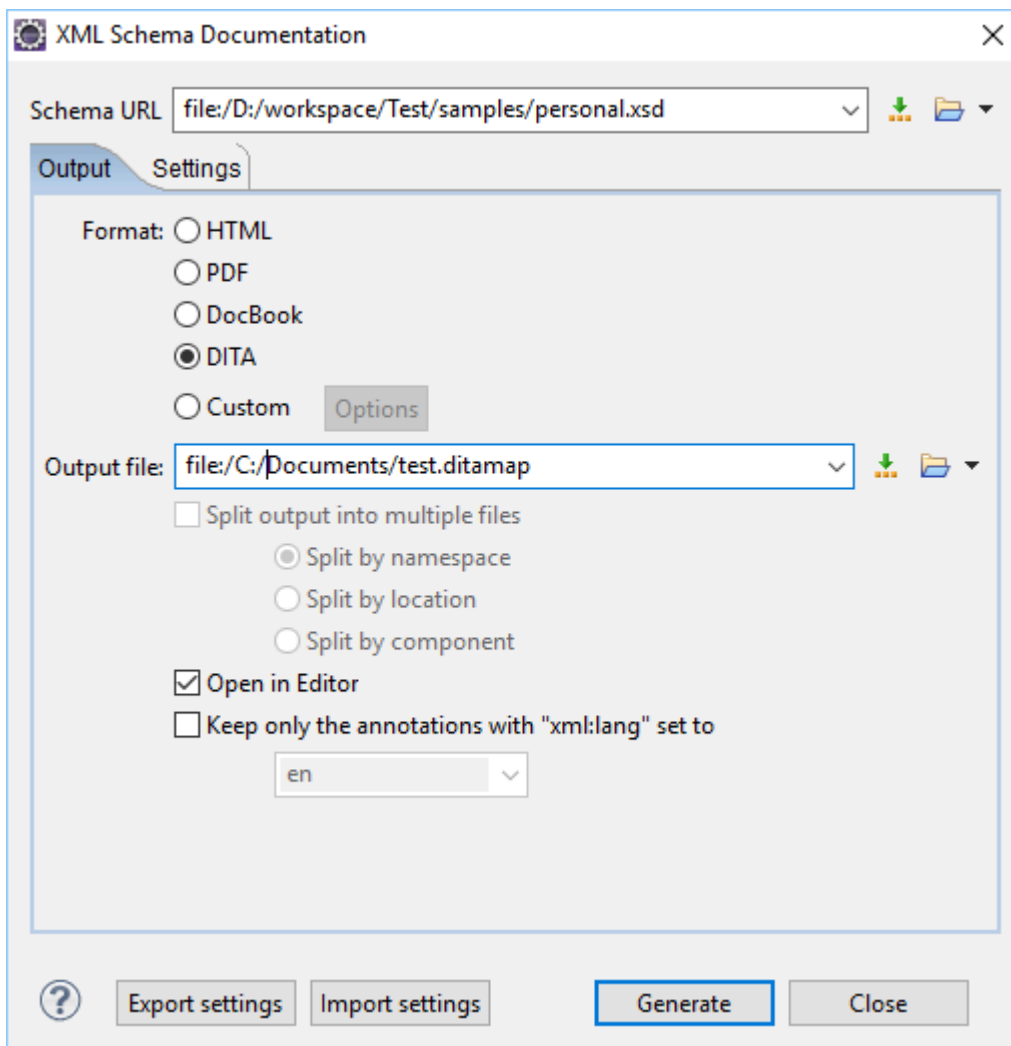 XML Schema Documentation
Schema URL file:/D:/workspace/Test/samples/personal.xsd
Output Settings
Format: HTML
PDF
DocBook
DITA
Custom Options
Output file: file:/C:/Documents/test.ditamap
Split output into multiple files
Split by namespace
Split by location
Split by component
Open in Editor
Keep only the annotations with "xml:lang" set to
en
? Export settings Import settings Generate Close